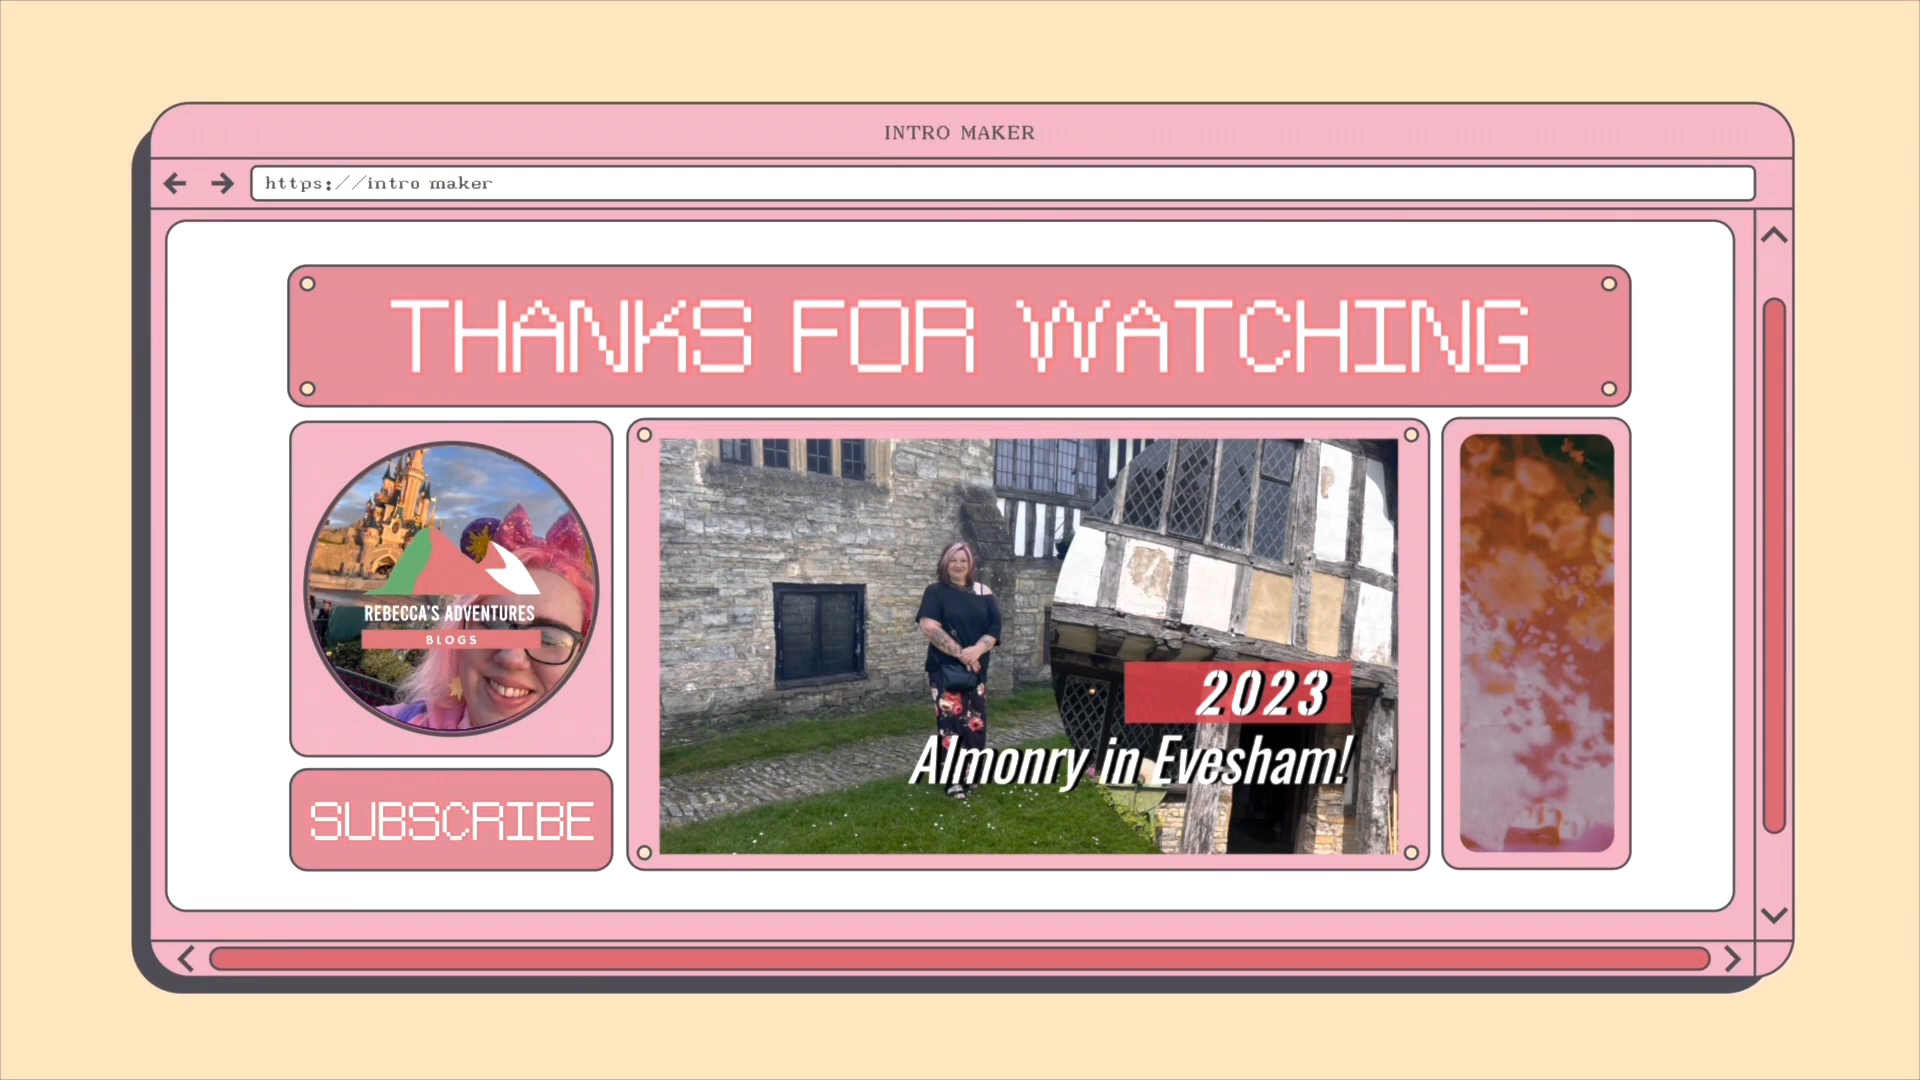 INTRO MAKER
https://intro maker
THANKS FOR WATCHING
REBECCA'S ADVENTURES
BLOGS
SUBSCRIBE
2023
Almonry in Evesham!